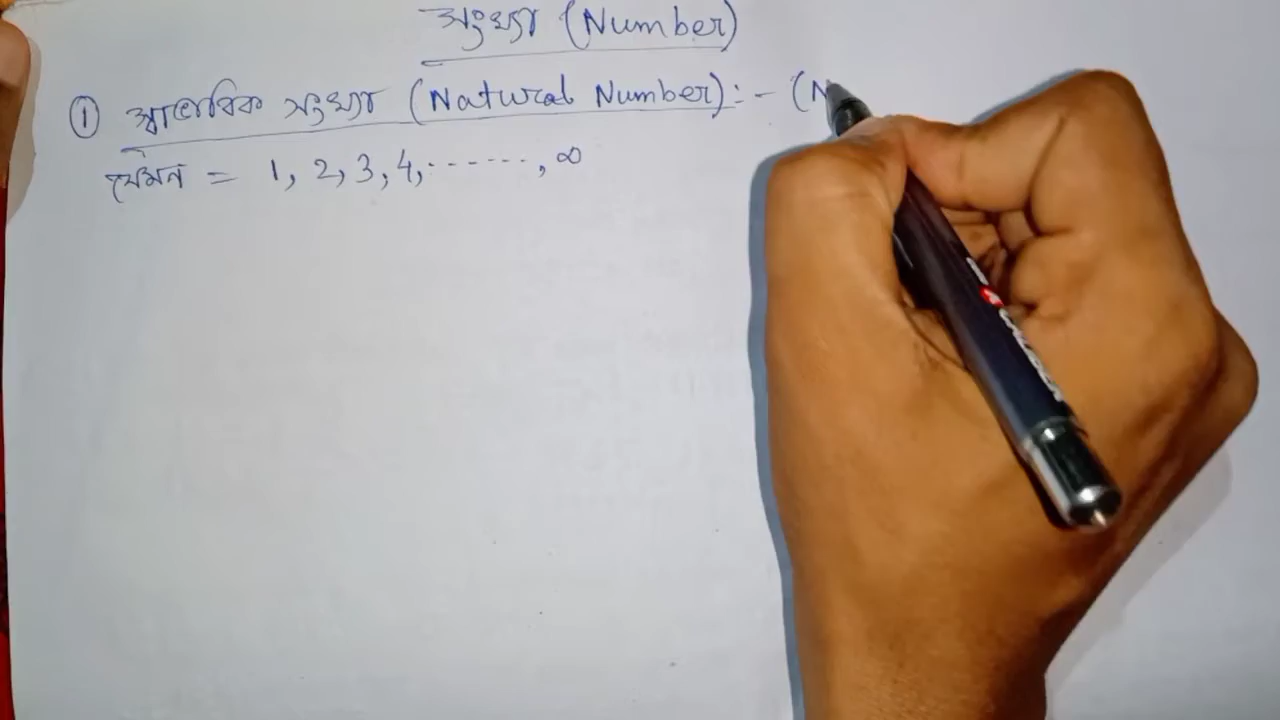 সংখ্যা (Number)
① স্বাভাবিক সংখ্যা (Natural Number) :- (N
যেমন = 1, 2, 3, 4, ......, ∞